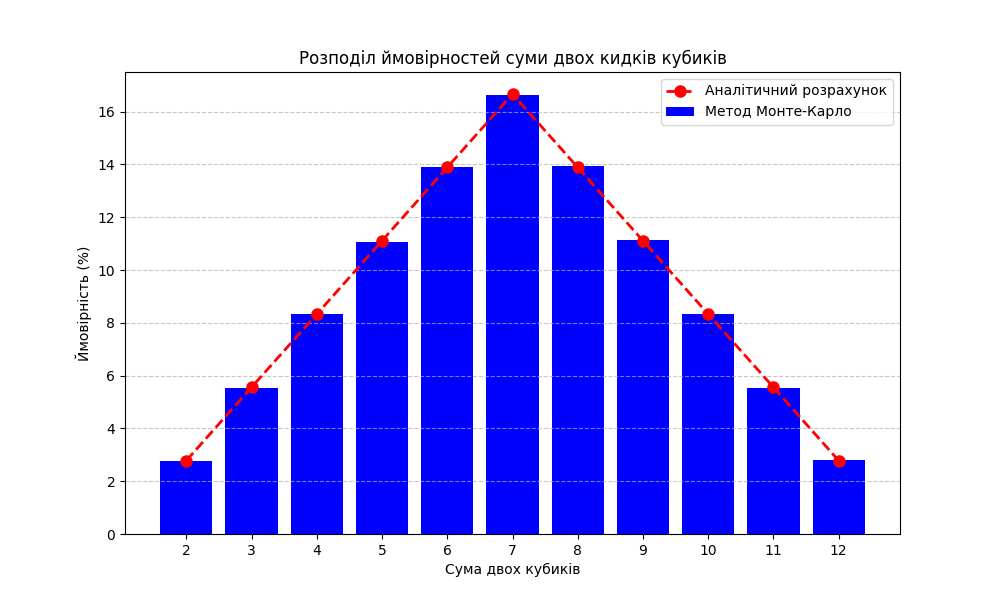 Розподіл ймовірностей суми двох кидків кубиків
Аналітичний розрахунок
Метод Монте-Карло
Ймовірність (%)
16
14
12
10
8
6
4
2
0
2 3 4 5 6 7 8 9 10 11 12
Сума двох кубиків